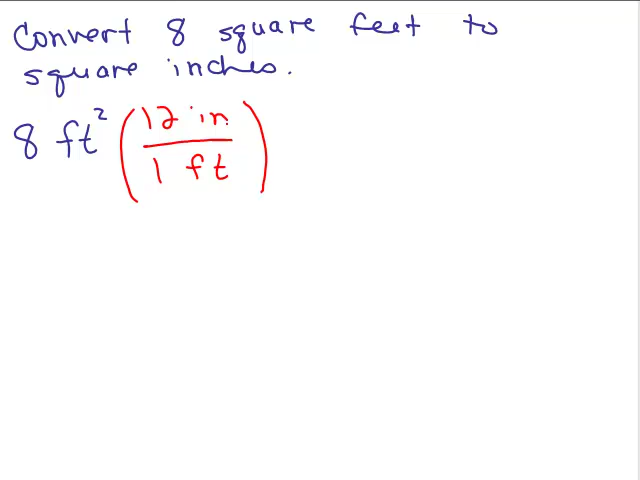 Convert 8 square feet to
square inches.
8 ft² (12 in / 1 ft)